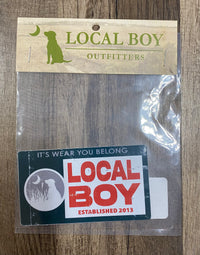 LOCAL BOY
OUTFITTERS
IT'S WEAR YOU BELONG
LOCAL
BOY
ESTABLISHED 2013